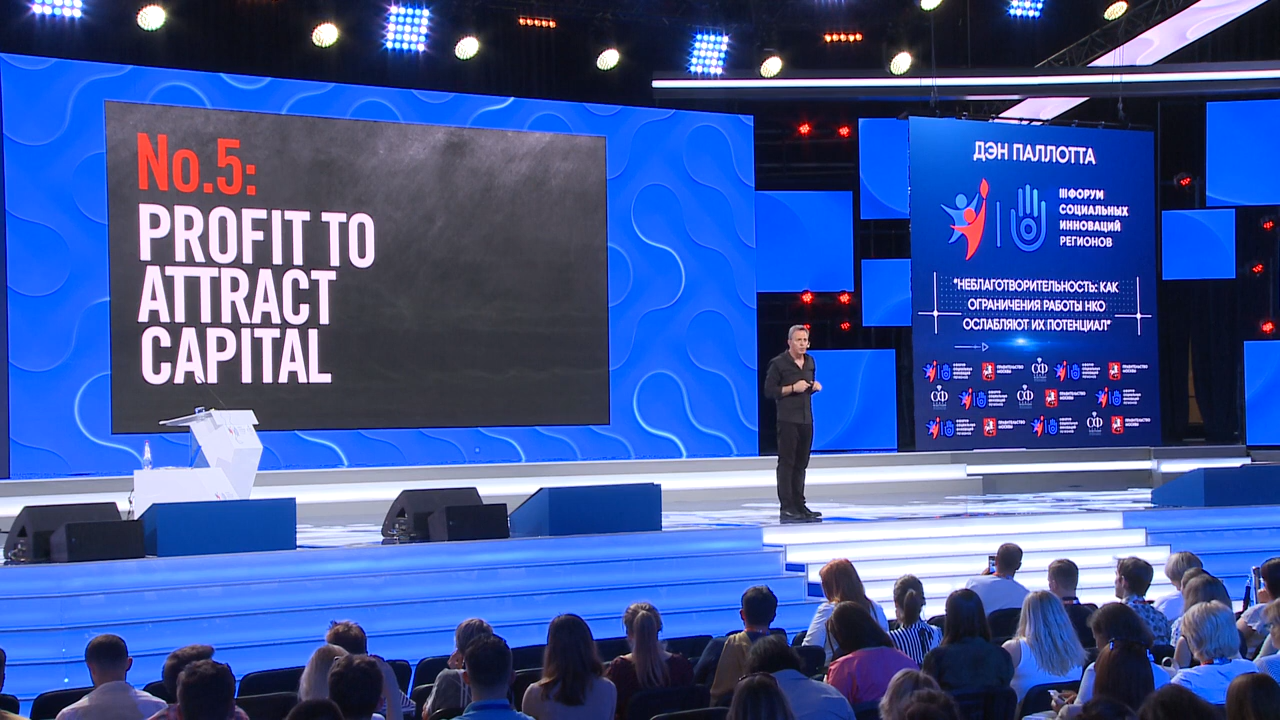 No.5:
PROFIT TO
ATTRACT
CAPITAL
ДЭН ПАЛЛОТТА
III ФОРУМ
СОЦИАЛЬНЫХ
ИННОВАЦИЙ
РЕГИОНОВ
"НЕБЛАГОТВОРИТЕЛЬНОСТЬ: КАК
ОГРАНИЧЕНИЯ РАБОТЫ НКО
ОСЛАБЛЯЮТ ИХ ПОТЕНЦИАЛ"